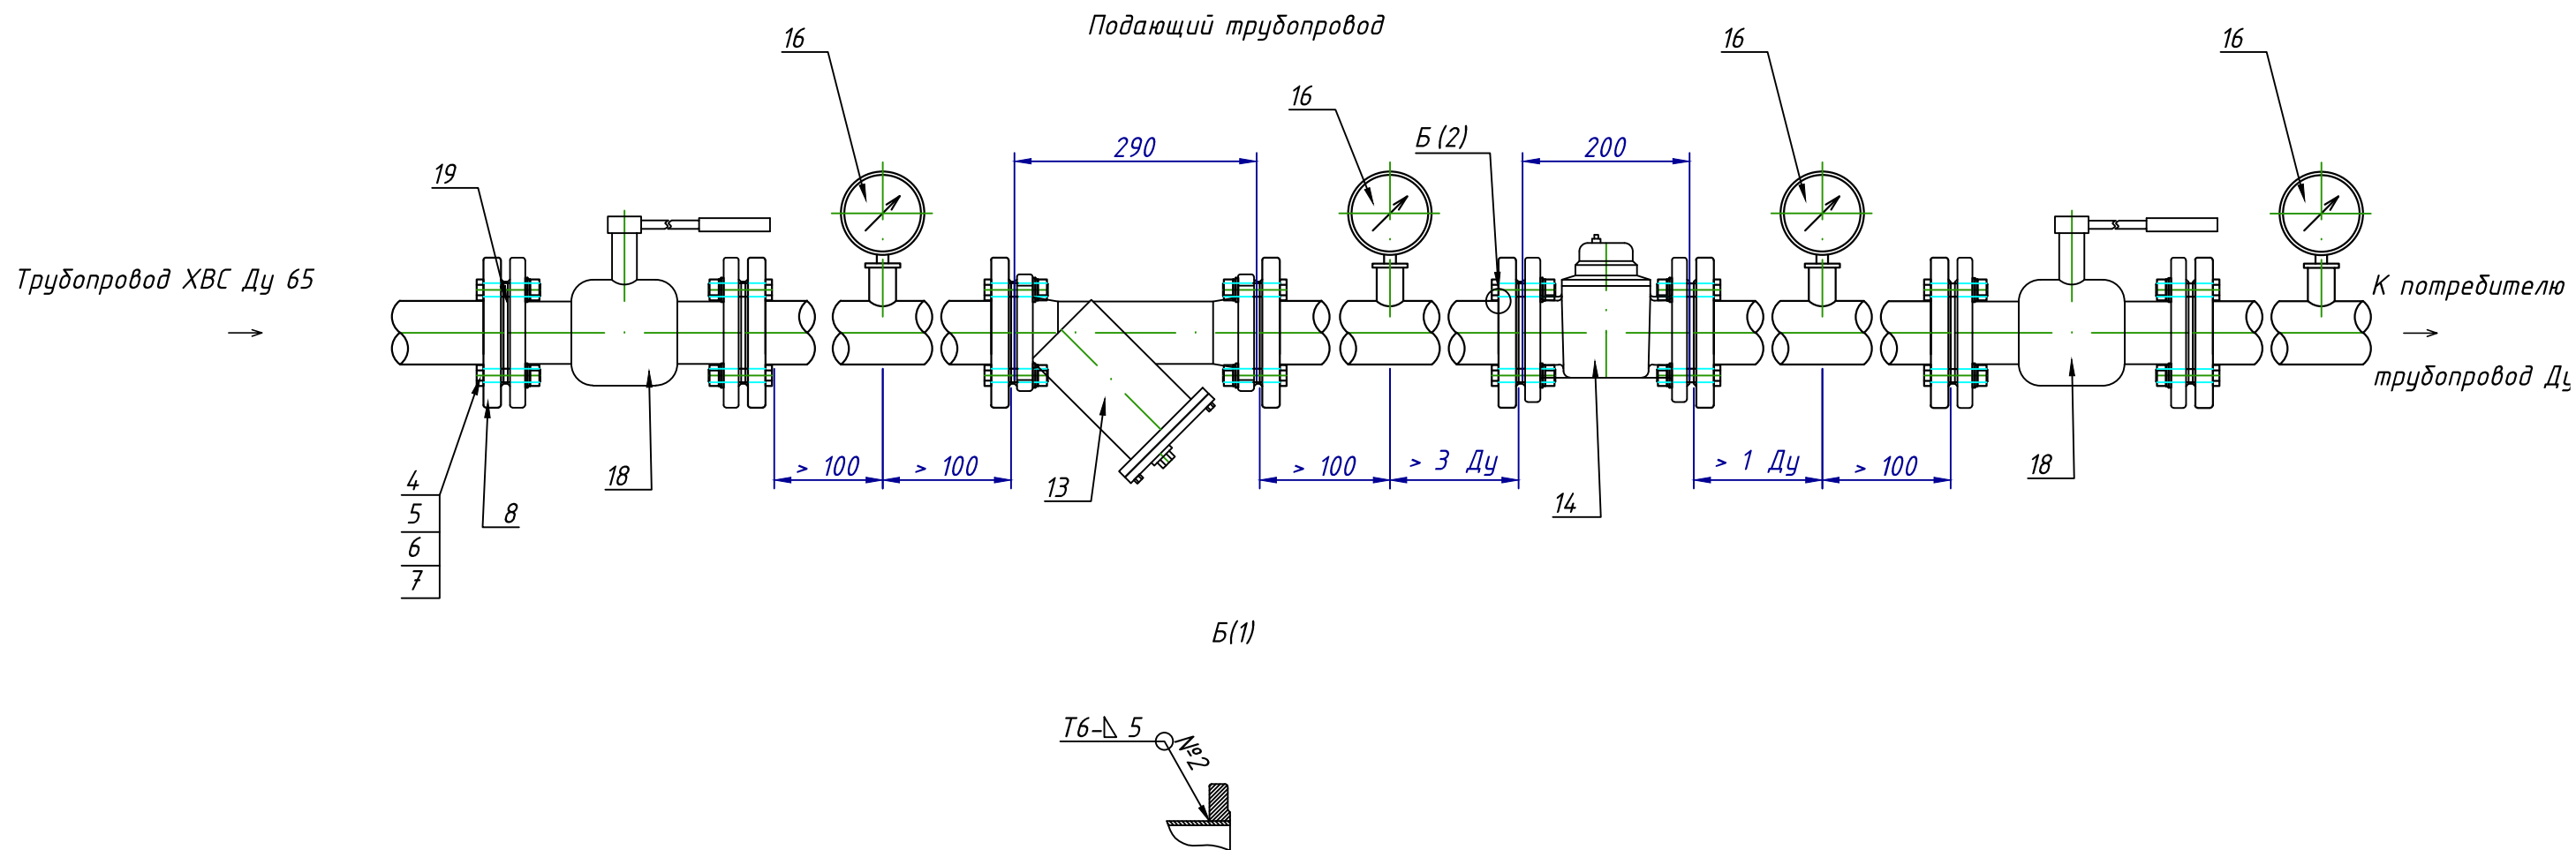 Подающий трубопровод
16
16
16
16
Б (2)
290
200
19
Трубопровод ХВС Ду 65
К потребителю
трубопровод Ду
> 100
> 100
> 100
> 3 Ду
> 1 Ду
> 100
4
5
6
7
8
18
13
14
18
Б(1)
Т6-⊿ 5
№2